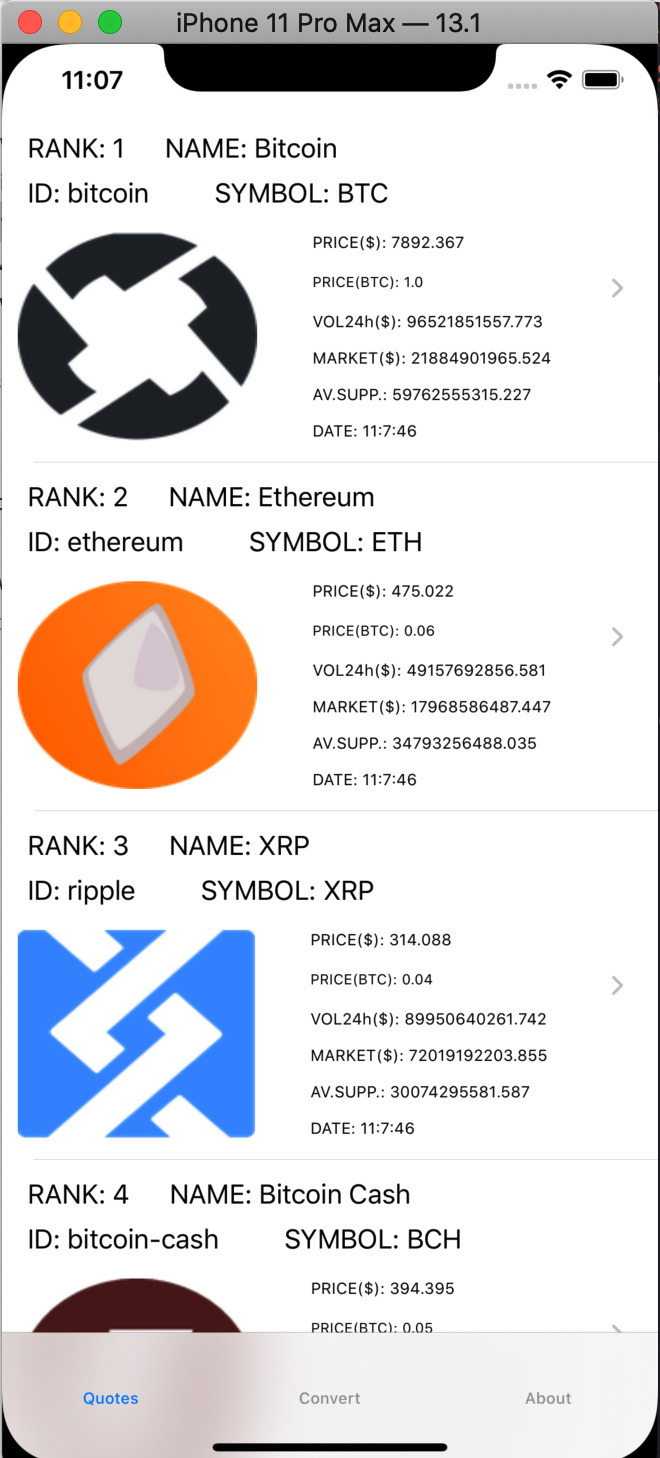 iPhone 11 Pro Max — 13.1
11:07
RANK: 1 NAME: Bitcoin
ID: bitcoin SYMBOL: BTC
PRICE($): 7892.367
PRICE(BTC): 1.0
VOL24h($): 96521851557.773
MARKET($): 21884901965.524
AV.SUPP.: 59762555315.227
DATE: 11:7:46
RANK: 2 NAME: Ethereum
ID: ethereum SYMBOL: ETH
PRICE($): 475.022
PRICE(BTC): 0.06
VOL24h($): 49157692856.581
MARKET($): 17968586487.447
AV.SUPP.: 34793256488.035
DATE: 11:7:46
RANK: 3 NAME: XRP
ID: ripple SYMBOL: XRP
PRICE($): 314.088
PRICE(BTC): 0.04
VOL24h($): 89950640261.742
MARKET($): 72019192203.855
AV.SUPP.: 30074295581.587
DATE: 11:7:46
RANK: 4 NAME: Bitcoin Cash
ID: bitcoin-cash SYMBOL: BCH
PRICE($): 394.395
PRICE(BTC): 0.05
Quotes Convert About